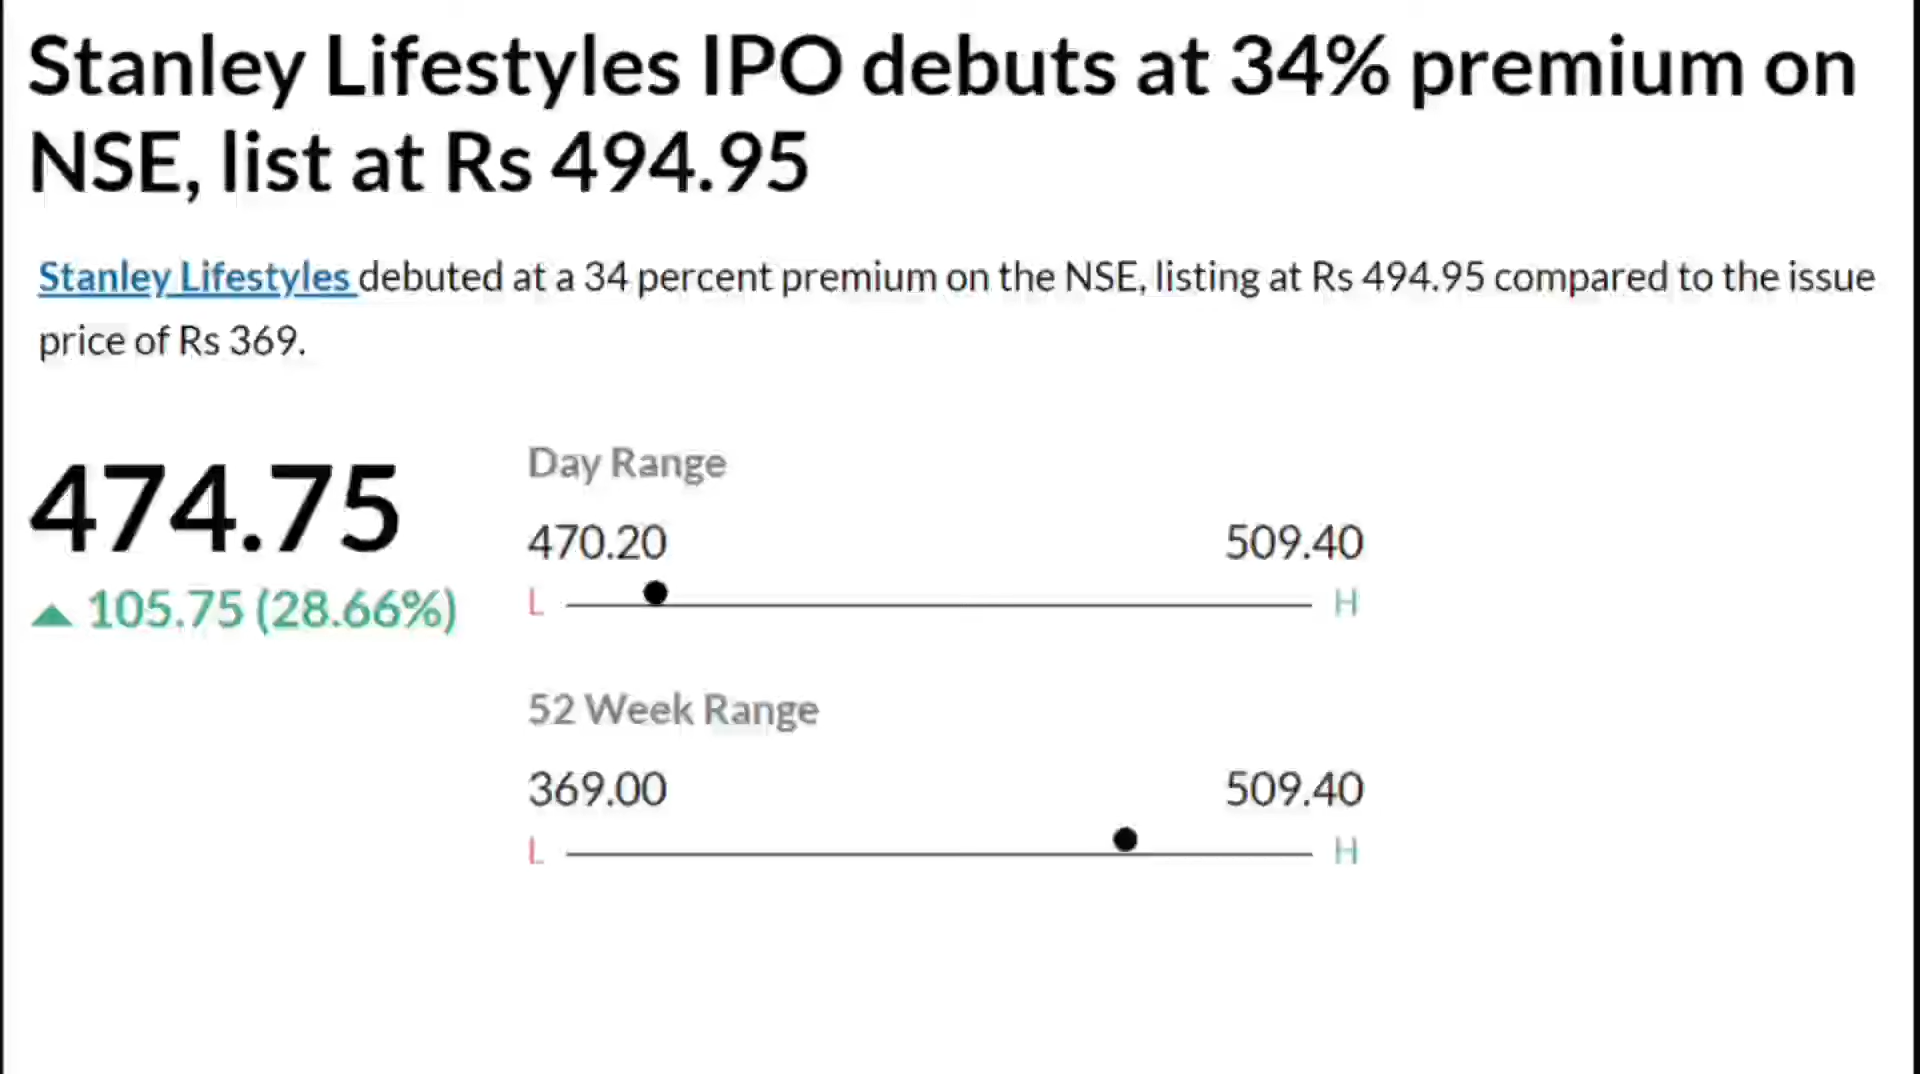 Stanley Lifestyles IPO debuts at 34% premium on
NSE, list at Rs 494.95
Stanley Lifestyles debuted at a 34 percent premium on the NSE, listing at Rs 494.95 compared to the issue
price of Rs 369.
474.75
▲ 105.75 (28.66%)
Day Range
470.20 509.40
L H
52 Week Range
369.00 509.40
L H